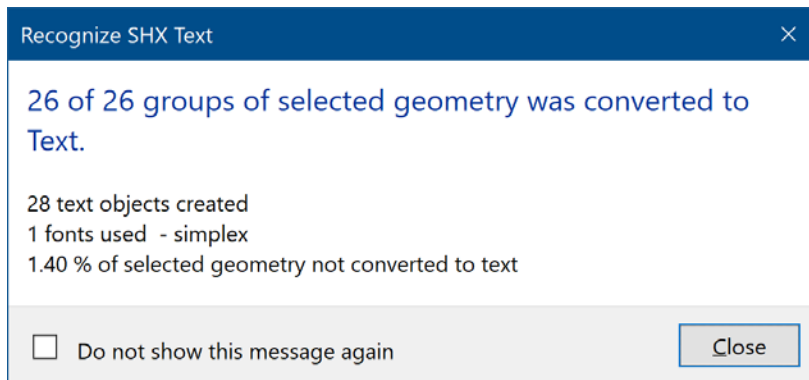 Recognize SHX Text
26 of 26 groups of selected geometry was converted to
Text.
28 text objects created
1 fonts used  - simplex
1.40 % of selected geometry not converted to text
Do not show this message again
Close